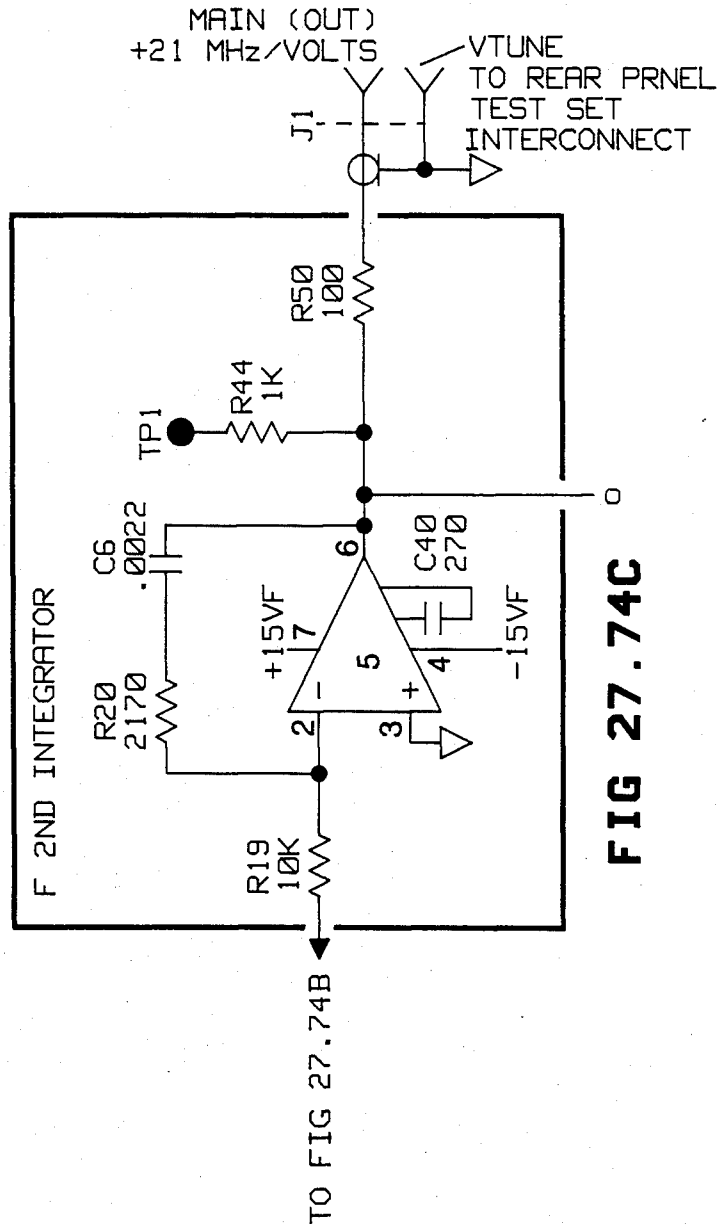 MAIN (OUT)
+21 MHz/VOLTS
VTUNE
TO REAR PRNEL
TEST SET
INTERCONNECT
J1
F 2ND INTEGRATOR
R50
100
R44
1K
TP1
C6
.0022
R20
2170
+15VF
7
6
C40
270
5
2
-
3
+
4
-15VF
R19
10K
O
TO FIG 27.74B
FIG 27.74C